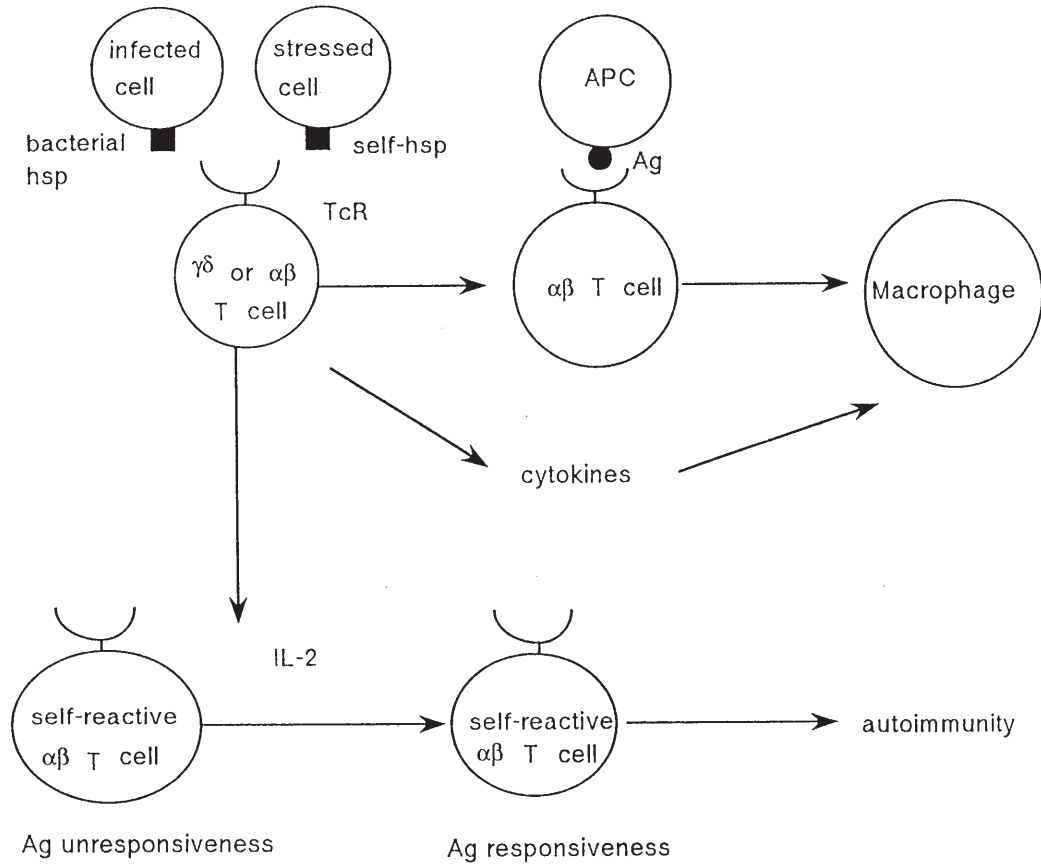 infected
cell
stressed
cell
APC
bacterial
hsp
self-hsp
Ag
TcR
γδ or αβ
T cell
αβ T cell
Macrophage
cytokines
IL-2
self-reactive
αβ T cell
self-reactive
αβ T cell
autoimmunity
Ag unresponsiveness
Ag responsiveness